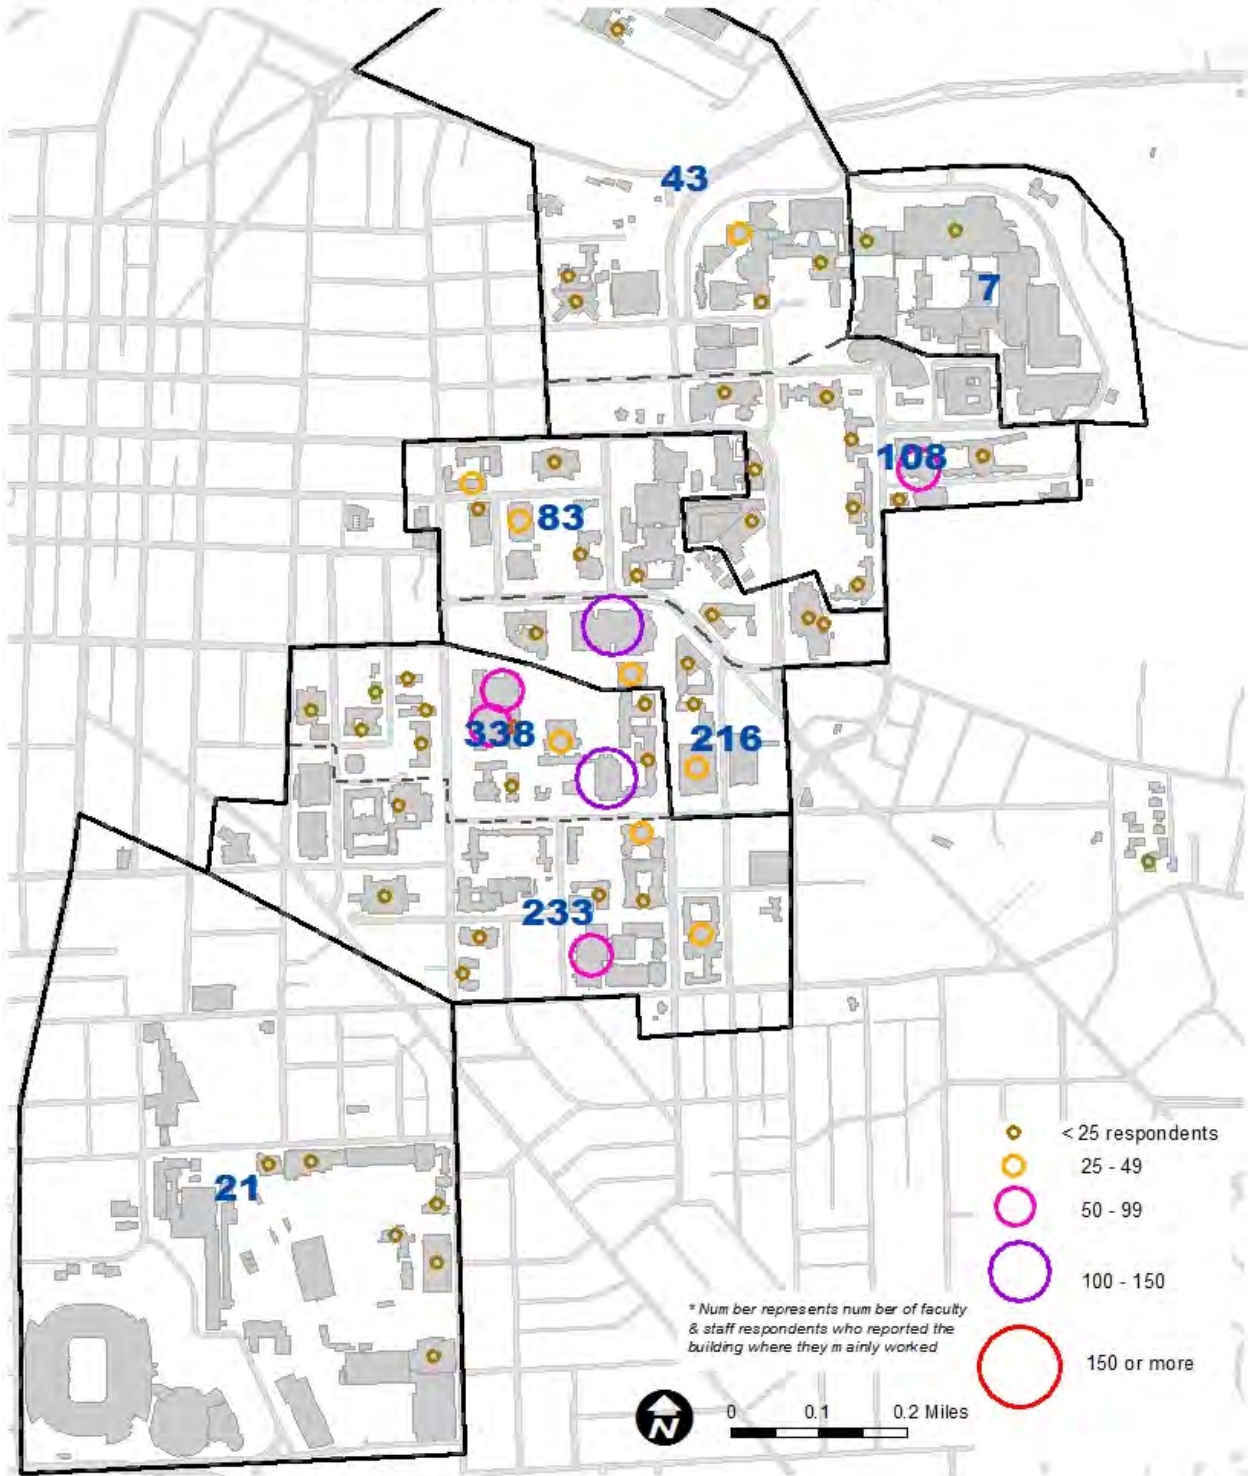 43
7
108
83
338
216
233
21
< 25 respondents
25 - 49
50 - 99
100 - 150
150 or more
* Number represents number of faculty
& staff respondents who reported the
building where they mainly worked
N
0 0.1 0.2 Miles